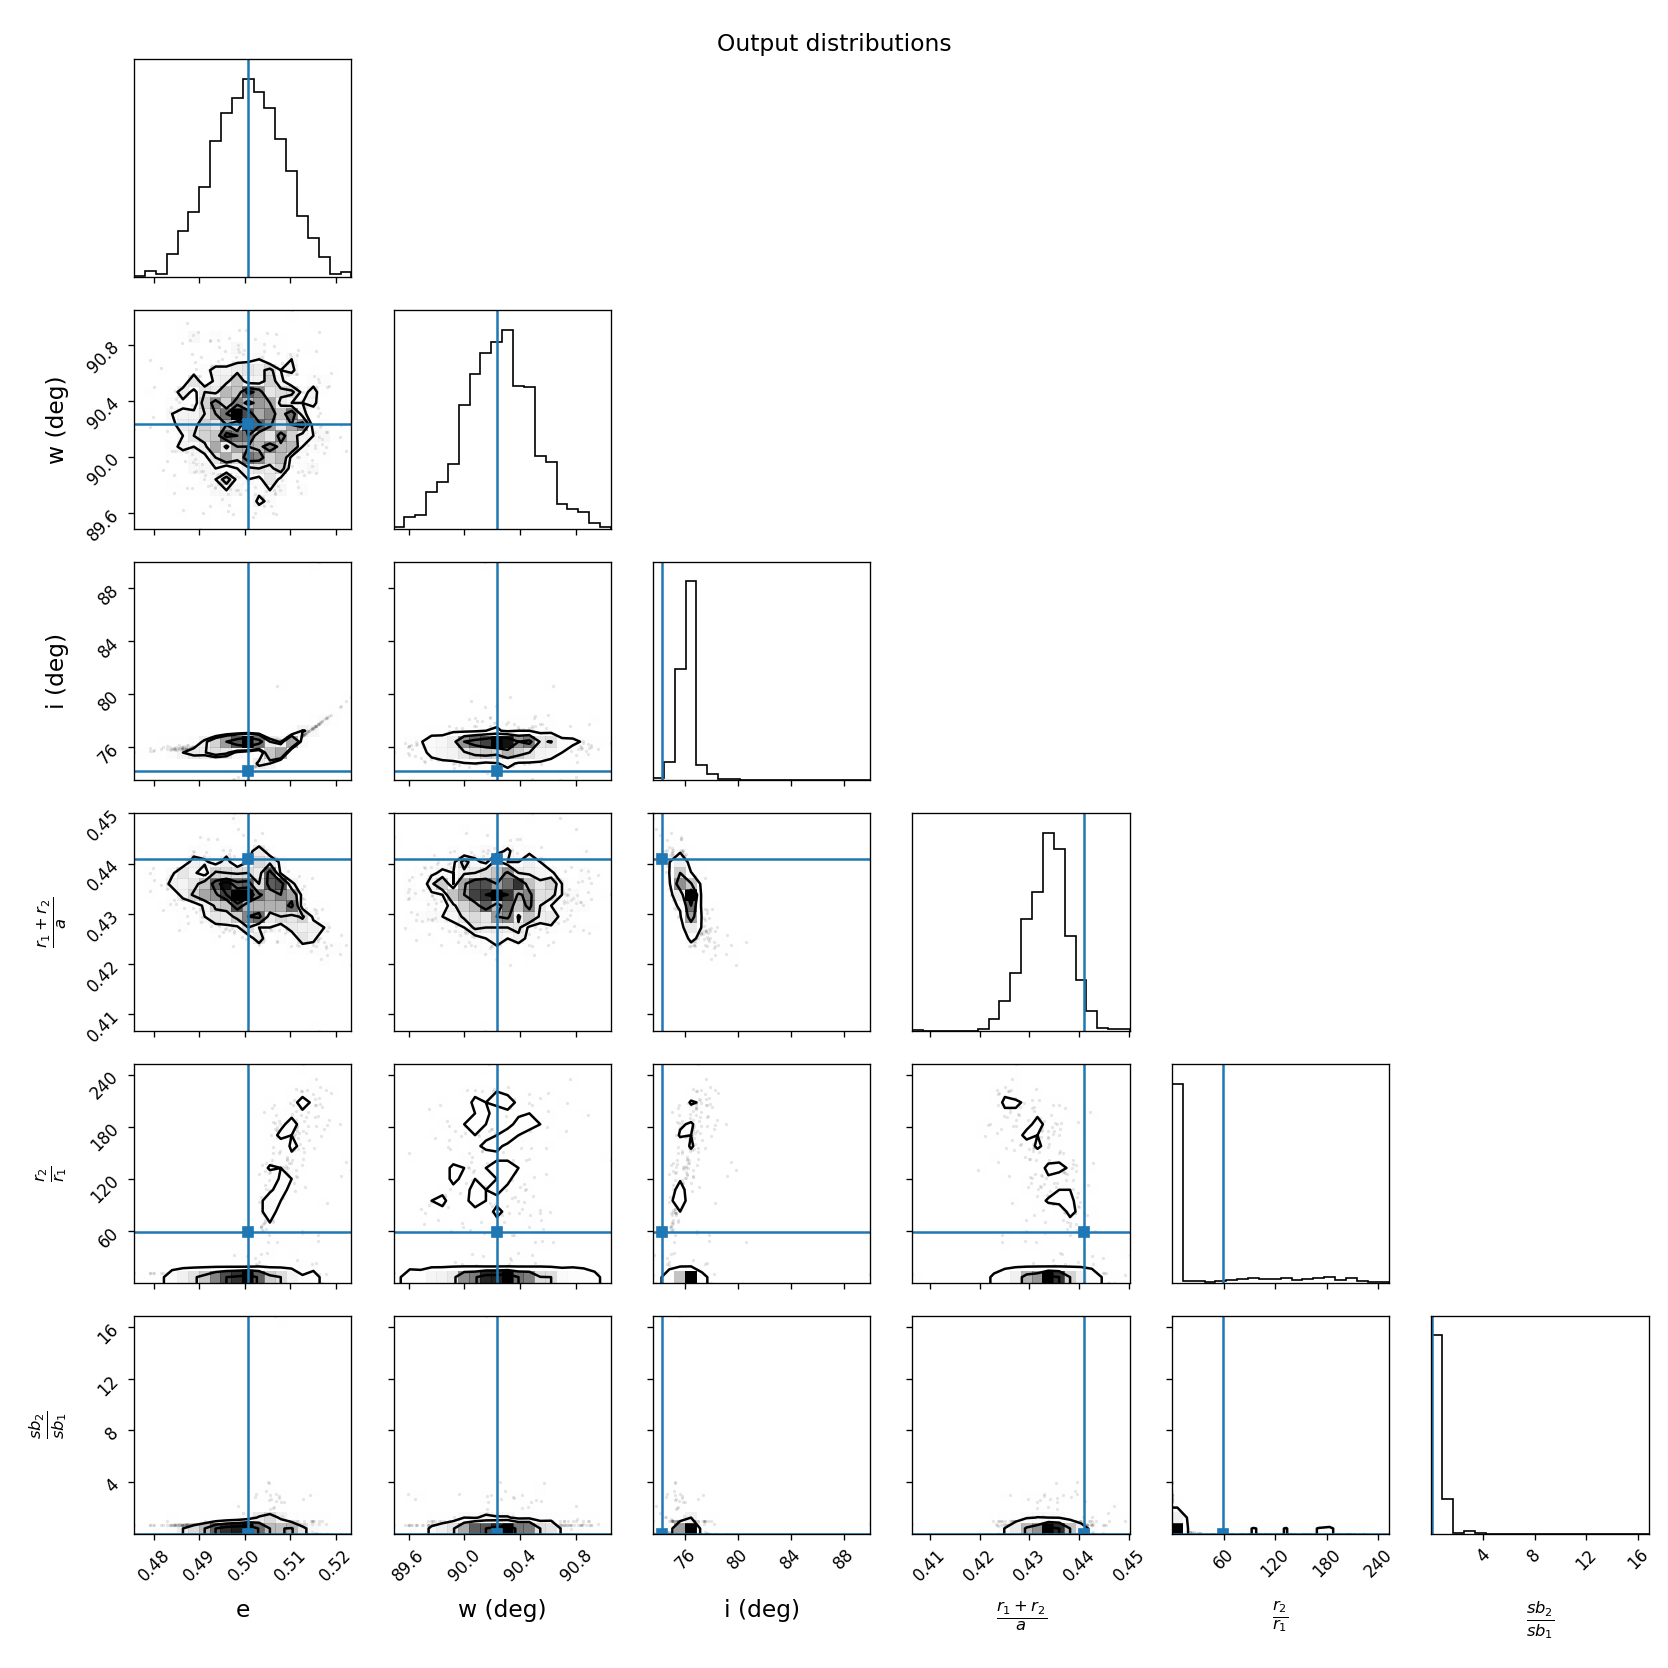 Output distributions
w (deg)
90.8
90.4
90.0
89.6
i (deg)
88
84
80
76
r₁ + r₂
a
0.45
0.44
0.43
0.42
0.41
r₂
r₁
240
180
120
60
sb₂
sb₁
16
12
8
4
0.48 0.49 0.50 0.51 0.52 89.6 90.0 90.4 90.8 76 80 84 88 0.41 0.42 0.43 0.44 0.45 60 120 180 240 4 8 12 16
e w (deg) i (deg)
r₁ + r₂ r₂ sb₂
a r₁ sb₁